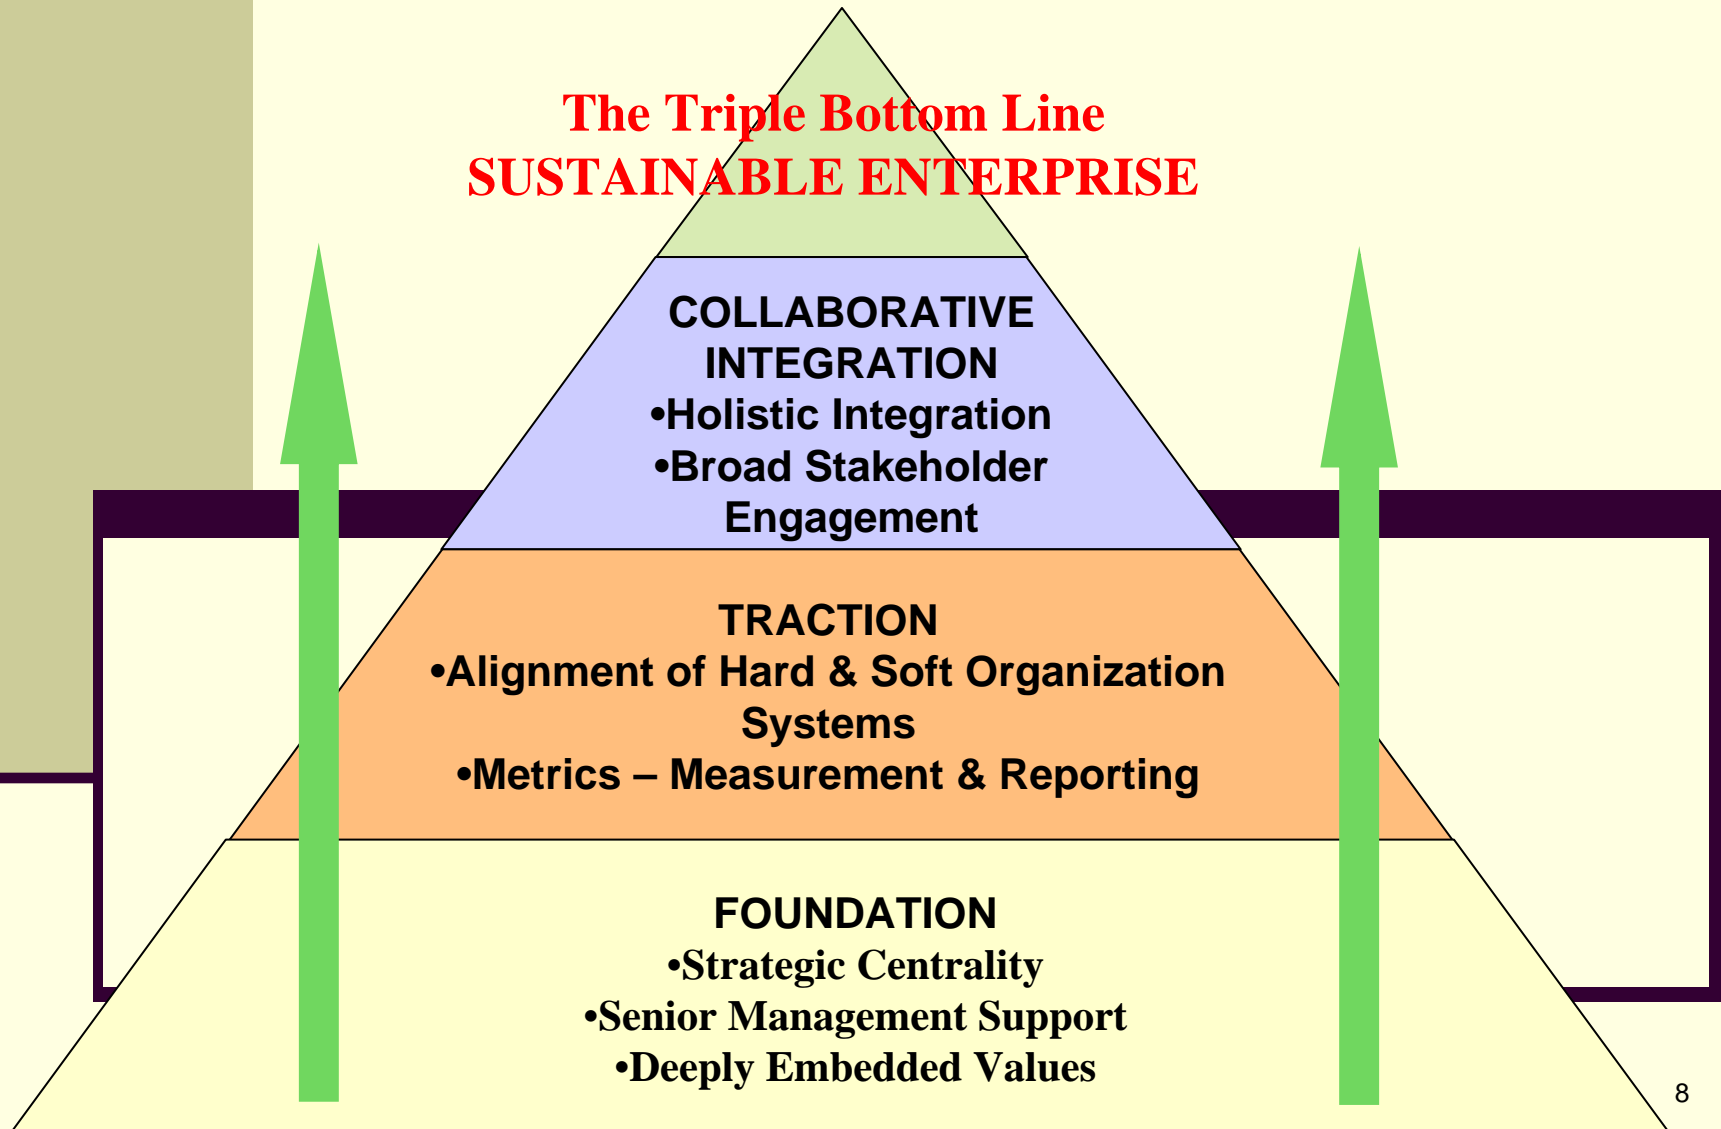 The Triple Bottom Line
SUSTAINABLE ENTERPRISE
COLLABORATIVE
INTEGRATION
•Holistic Integration
•Broad Stakeholder
Engagement
TRACTION
•Alignment of Hard & Soft Organization
Systems
•Metrics – Measurement & Reporting
FOUNDATION
•Strategic Centrality
•Senior Management Support
•Deeply Embedded Values
8